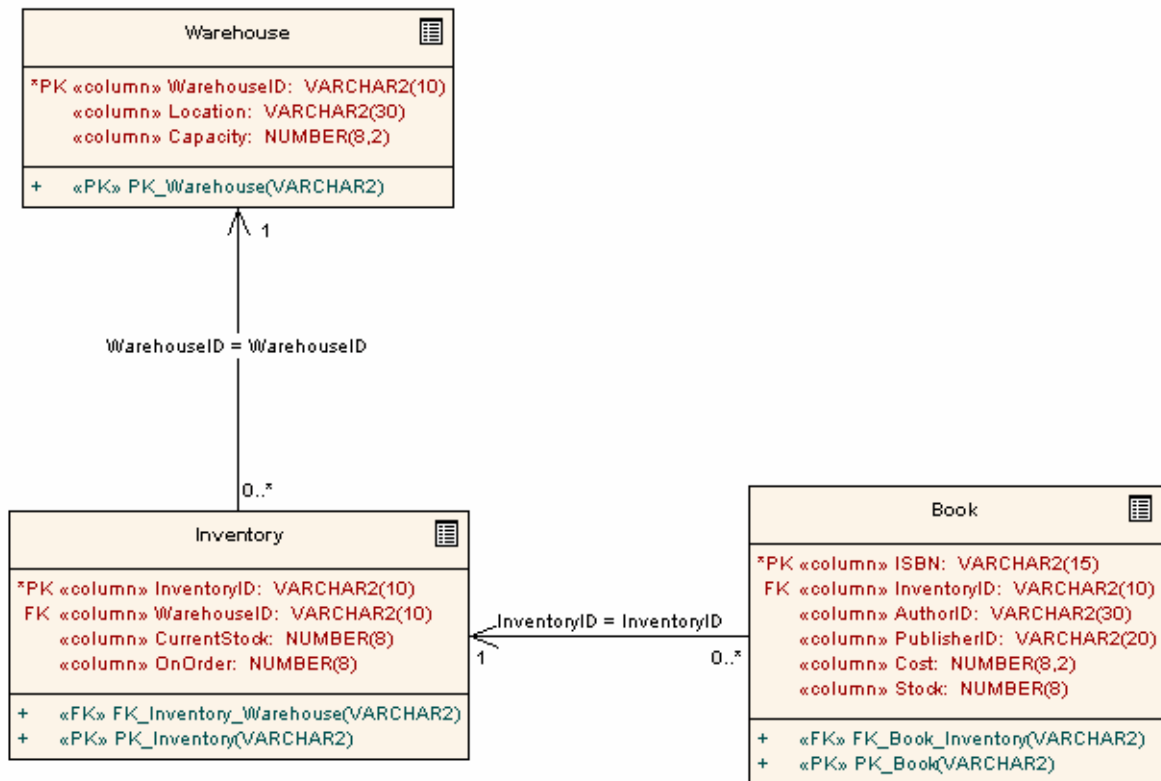 Warehouse
*PK «column» WarehouseID: VARCHAR2(10)
«column» Location: VARCHAR2(30)
«column» Capacity: NUMBER(8,2)
+ «PK» PK_Warehouse(VARCHAR2)
1
WarehouseID = WarehouseID
0..*
Inventory
*PK «column» InventoryID: VARCHAR2(10)
FK «column» WarehouseID: VARCHAR2(10)
«column» CurrentStock: NUMBER(8)
«column» OnOrder: NUMBER(8)
+ «FK» FK_Inventory_Warehouse(VARCHAR2)
+ «PK» PK_Inventory(VARCHAR2)
InventoryID = InventoryID
1
0..*
Book
*PK «column» ISBN: VARCHAR2(15)
FK «column» InventoryID: VARCHAR2(10)
«column» AuthorID: VARCHAR2(30)
«column» PublisherID: VARCHAR2(20)
«column» Cost: NUMBER(8,2)
«column» Stock: NUMBER(8)
+ «FK» FK_Book_Inventory(VARCHAR2)
+ «PK» PK_Book(VARCHAR2)